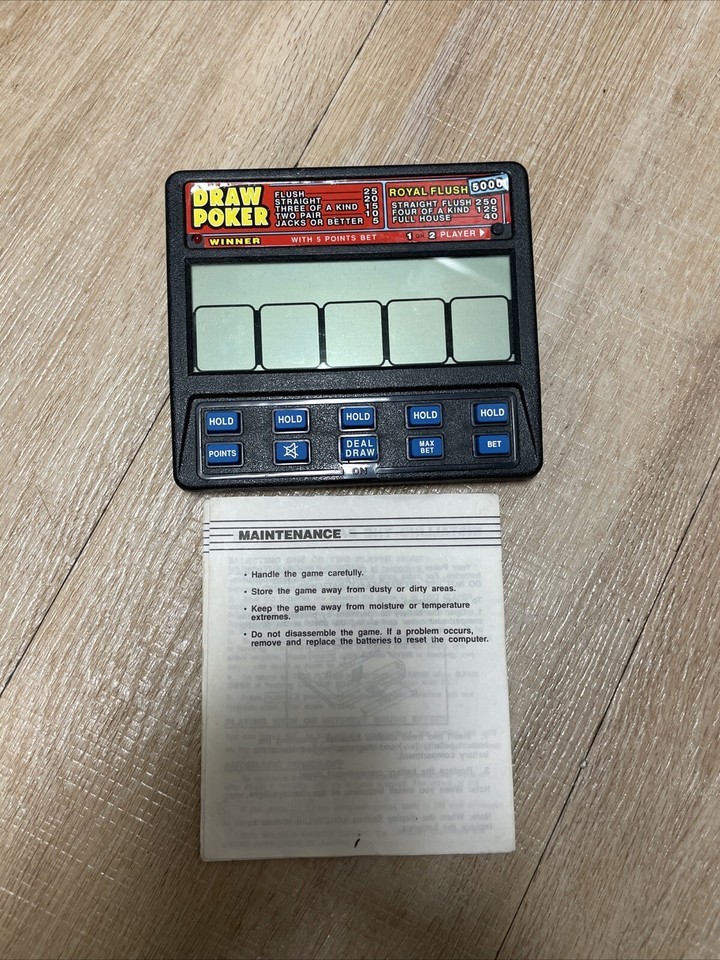 DRAW
POKER
FLUSH 25
STRAIGHT 20
THREE OF A KIND 15
TWO PAIR 10
JACKS OR BETTER 5
ROYAL FLUSH 5000
STRAIGHT FLUSH 250
FOUR OF A KIND 125
FULL HOUSE 40
WINNER WITH 5 POINTS BET 1 OR 2 PLAYER
HOLD HOLD HOLD HOLD HOLD
POINTS DEAL DRAW MAX BET BET
ON
MAINTENANCE
• Handle the game carefully.
• Store the game away from dusty or dirty areas.
• Keep the game away from moisture or temperature
extremes.
• Do not disassemble the game. If a problem occurs,
remove and replace the batteries to reset the computer.